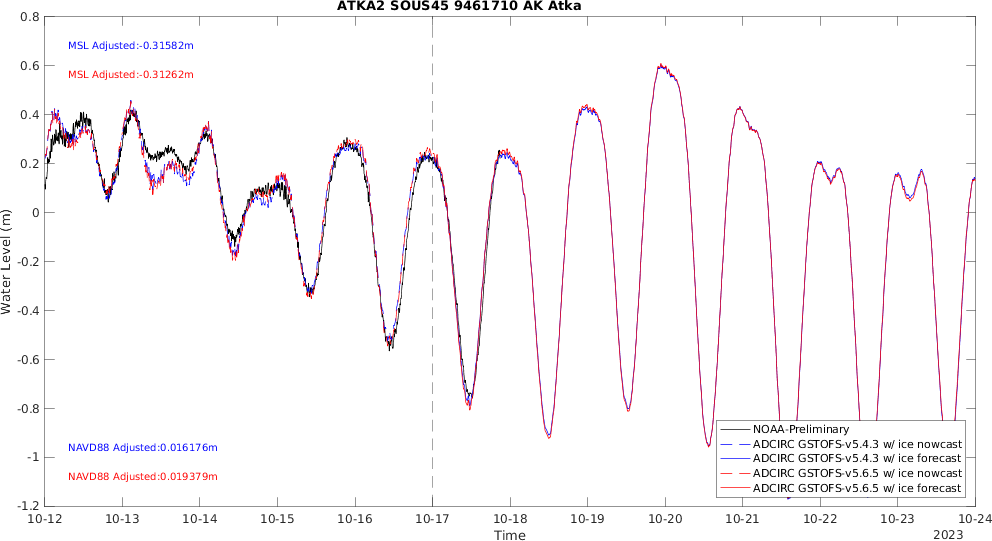 ATKA2 SOUS45 9461710 AK Atka
MSL Adjusted:-0.31582m
MSL Adjusted:-0.31262m
NAVD88 Adjusted:0.016176m
NAVD88 Adjusted:0.019379m
Water Level (m)
0.8
0.6
0.4
0.2
0
-0.2
-0.4
-0.6
-0.8
-1
-1.2
NOAA-Preliminary
ADCIRC GSTOFS-v5.4.3 w/ ice nowcast
ADCIRC GSTOFS-v5.4.3 w/ ice forecast
ADCIRC GSTOFS-v5.6.5 w/ ice nowcast
ADCIRC GSTOFS-v5.6.5 w/ ice forecast
10-12 10-13 10-14 10-15 10-16 10-17 10-18 10-19 10-20 10-21 10-22 10-23 10-24
Time
2023